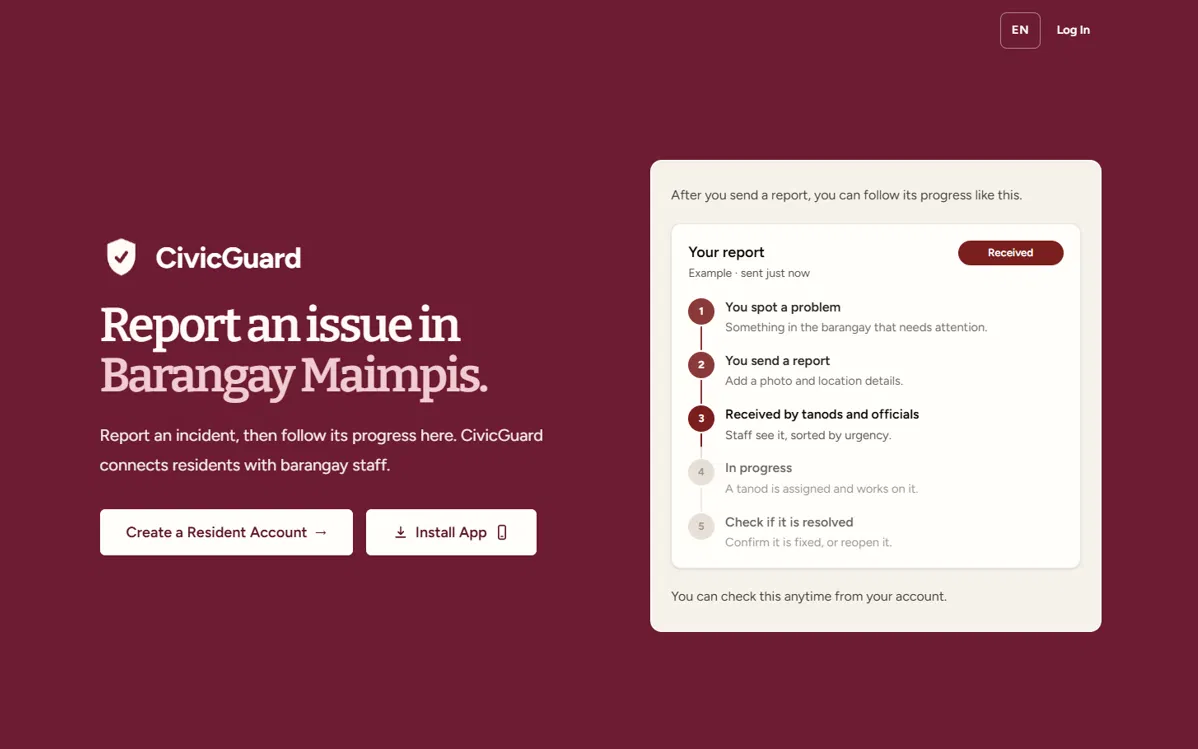 EN
Log In
CivicGuard
Report an issue in
Barangay Maimpis.
Report an incident, then follow its progress here. CivicGuard
connects residents with barangay staff.
Create a Resident Account →
Install App
After you send a report, you can follow its progress like this.
Your report
Received
Example · sent just now
1
You spot a problem
Something in the barangay that needs attention.
2
You send a report
Add a photo and location details.
3
Received by tanods and officials
Staff see it, sorted by urgency.
4
In progress
A tanod is assigned and works on it.
5
Check if it is resolved
Confirm it is fixed, or reopen it.
You can check this anytime from your account.